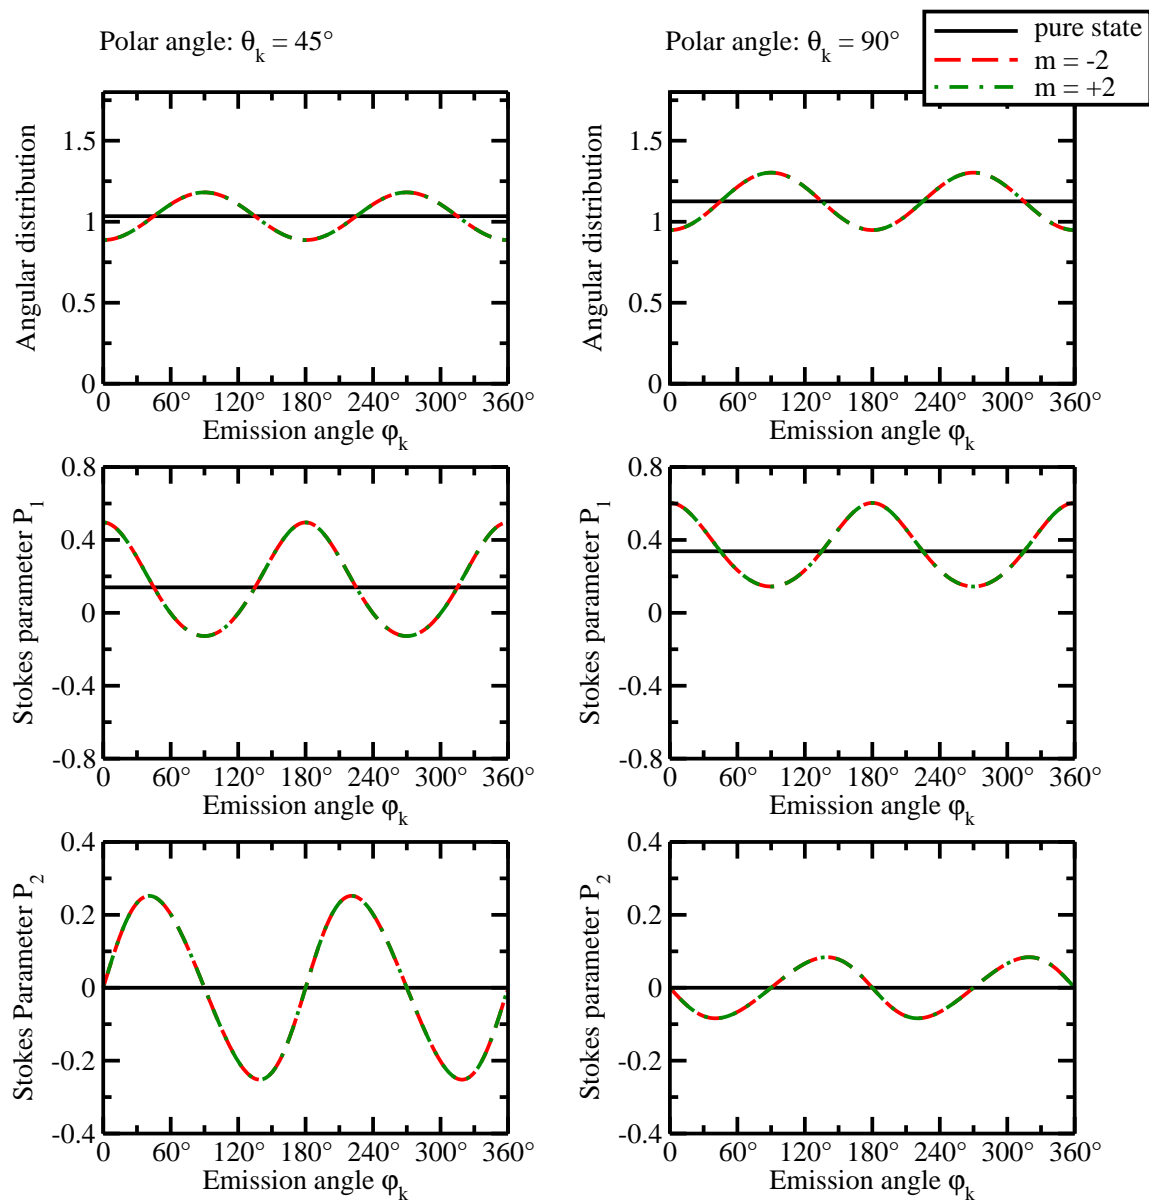 Polar angle: θk = 45°
Polar angle: θk = 90°
pure state
m = -2
m = +2
Angular distribution
1.5
1
0.5
0
0 60° 120° 180° 240° 300° 360°
Emission angle φk
Angular distribution
1.5
1
0.5
0
0 60° 120° 180° 240° 300° 360°
Emission angle φk
Stokes parameter P1
0.8
0.4
0
-0.4
-0.8
0 60° 120° 180° 240° 300° 360°
Emission angle φk
Stokes parameter P1
0.8
0.4
0
-0.4
-0.8
0 60° 120° 180° 240° 300° 360°
Emission angle φk
Stokes Parameter P2
0.4
0.2
0
-0.2
-0.4
0 60° 120° 180° 240° 300° 360°
Emission angle φk
Stokes parameter P2
0.4
0.2
0
-0.2
-0.4
0 60° 120° 180° 240° 300° 360°
Emission angle φk